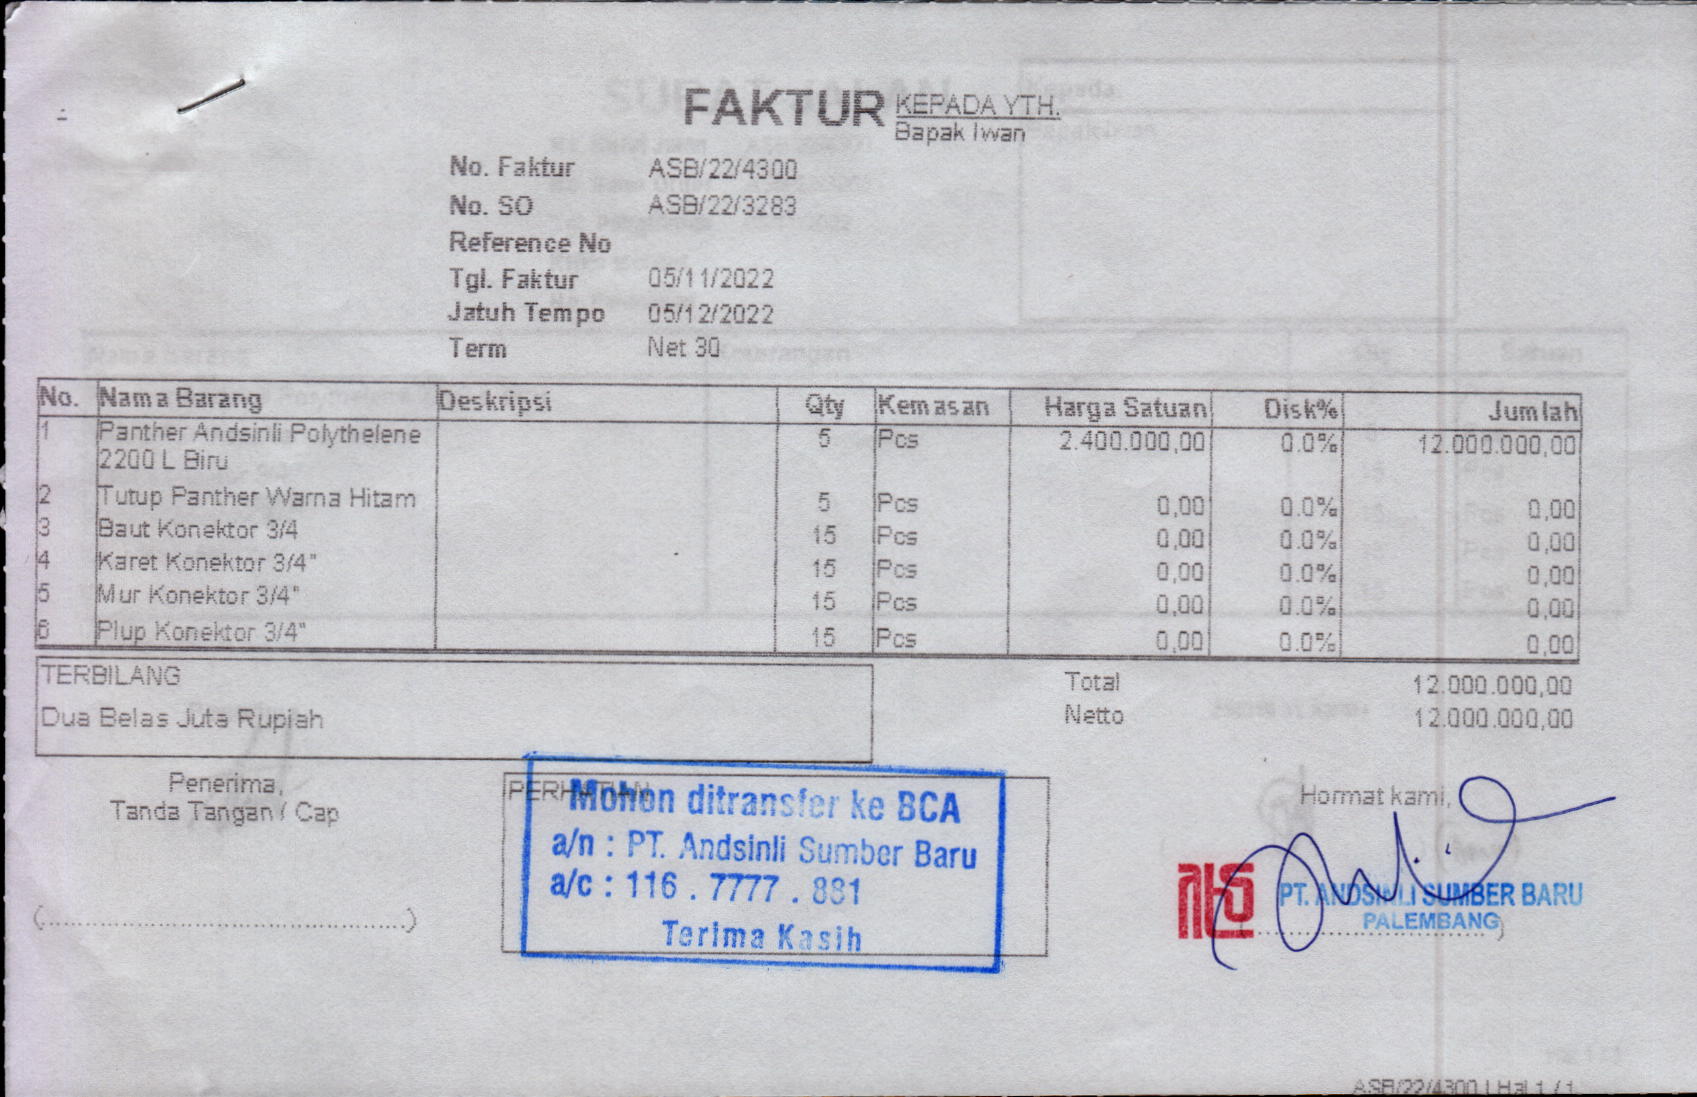 FAKTUR
KEPADA YTH.
Bapak Iwan
No. Faktur ASB/22/4300
No. SO ASB/22/3283
Reference No
Tgl. Faktur 05/11/2022
Jatuh Tempo 05/12/2022
Term Net 30
No. Nama Barang Deskripsi Qty Kemasan Harga Satuan Disk% Jumlah
1 Panther Andsinli Polythelene 5 Pcs 2.400.000,00 0.0% 12.000.000,00
2200 L Biru
2 Tutup Panther Warna Hitam 5 Pcs 0,00 0.0% 0,00
3 Baut Konektor 3/4 15 Pcs 0,00 0.0% 0,00
4 Karet Konektor 3/4" 15 Pcs 0,00 0.0% 0,00
5 Mur Konektor 3/4" 15 Pcs 0,00 0.0% 0,00
6 Plup Konektor 3/4" 15 Pcs 0,00 0.0% 0,00
TERBILANG
Dua Belas Juta Rupiah
Total 12.000.000,00
Netto 12.000.000,00
Penerima,
Tanda Tangan / Cap
(..........................................)
PERHATIAN
Mohon ditransfer ke BCA
a/n : PT. Andsinli Sumber Baru
a/c : 116 . 7777 . 881
Terima Kasih
Hormat kami,
PT. ANDSINLI SUMBER BARU
PALEMBANG
ASB/22/4300 | Hal 1 / 1